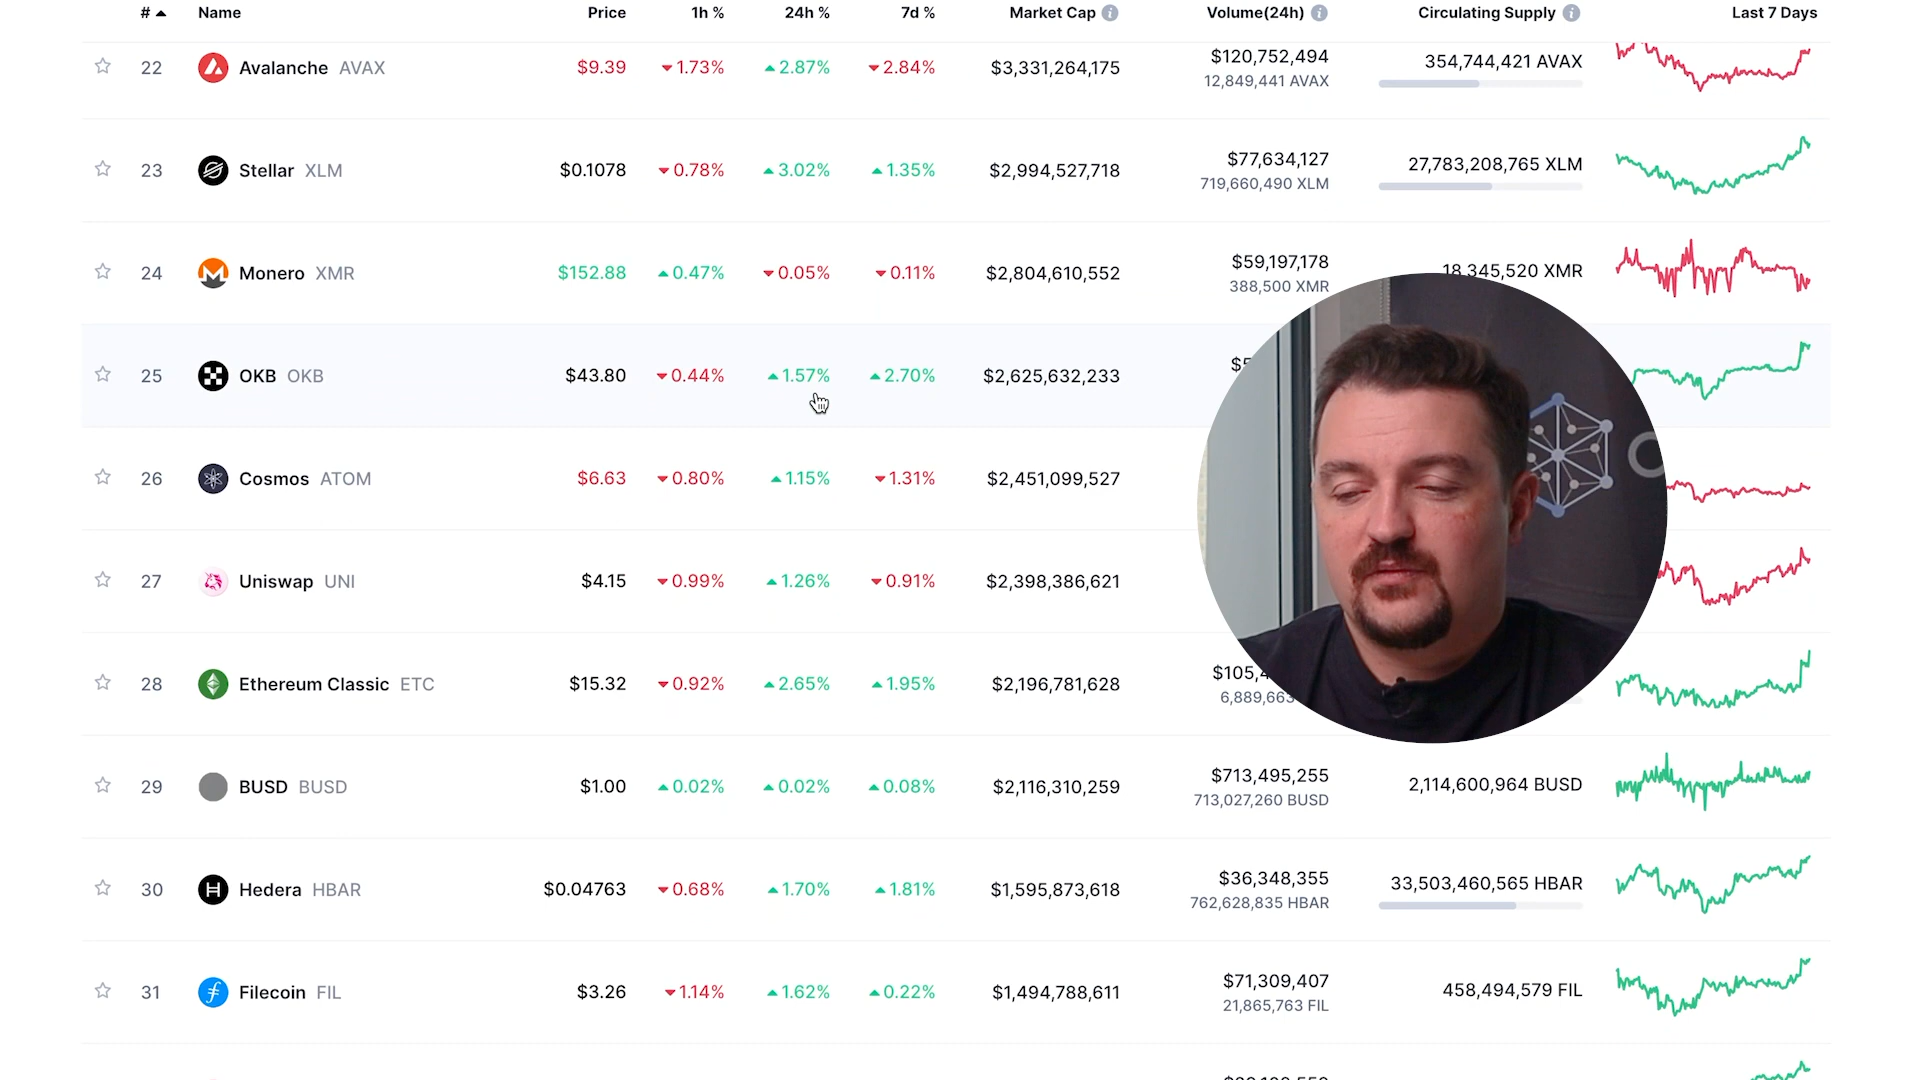 # Name Price 1h % 24h % 7d % Market Cap Volume(24h) Circulating Supply Last 7 Days
22 Avalanche AVAX $9.39 1.73% 2.87% 2.84% $3,331,264,175 $120,752,494 354,744,421 AVAX
12,849,441 AVAX
23 Stellar XLM $0.1078 0.78% 3.02% 1.35% $2,994,527,718 $77,634,127 27,783,208,765 XLM
719,660,490 XLM
24 Monero XMR $152.88 0.47% 0.05% 0.11% $2,804,610,552 $59,197,178 18,345,520 XMR
388,500 XMR
25 OKB OKB $43.80 0.44% 1.57% 2.70% $2,625,632,233
26 Cosmos ATOM $6.63 0.80% 1.15% 1.31% $2,451,099,527
27 Uniswap UNI $4.15 0.99% 1.26% 0.91% $2,398,386,621
28 Ethereum Classic ETC $15.32 0.92% 2.65% 1.95% $2,196,781,628
29 BUSD BUSD $1.00 0.02% 0.02% 0.08% $2,116,310,259 $713,495,255 2,114,600,964 BUSD
713,027,260 BUSD
30 Hedera HBAR $0.04763 0.68% 1.70% 1.81% $1,595,873,618 $36,348,355 33,503,460,565 HBAR
762,628,835 HBAR
31 Filecoin FIL $3.26 1.14% 1.62% 0.22% $1,494,788,611 $71,309,407 458,494,579 FIL
21,865,763 FIL